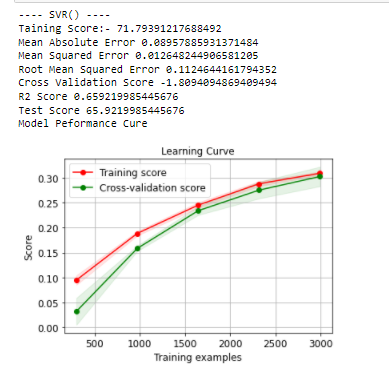 ---- SVR() ----
Taining Score:- 71.79391217688492
Mean Absolute Error 0.08957885931371484
Mean Squared Error 0.012648244906581205
Root Mean Squared Error 0.1124644161794352
Cross Validation Score -1.8094094869409494
R2 Score 0.659219985445676
Test Score 65.9219985445676
Model Peformance Cure
Learning Curve
Training score
Cross-validation score
0.30
0.25
0.20
0.15
0.10
0.05
0.00
Score
500 1000 1500 2000 2500 3000
Training examples